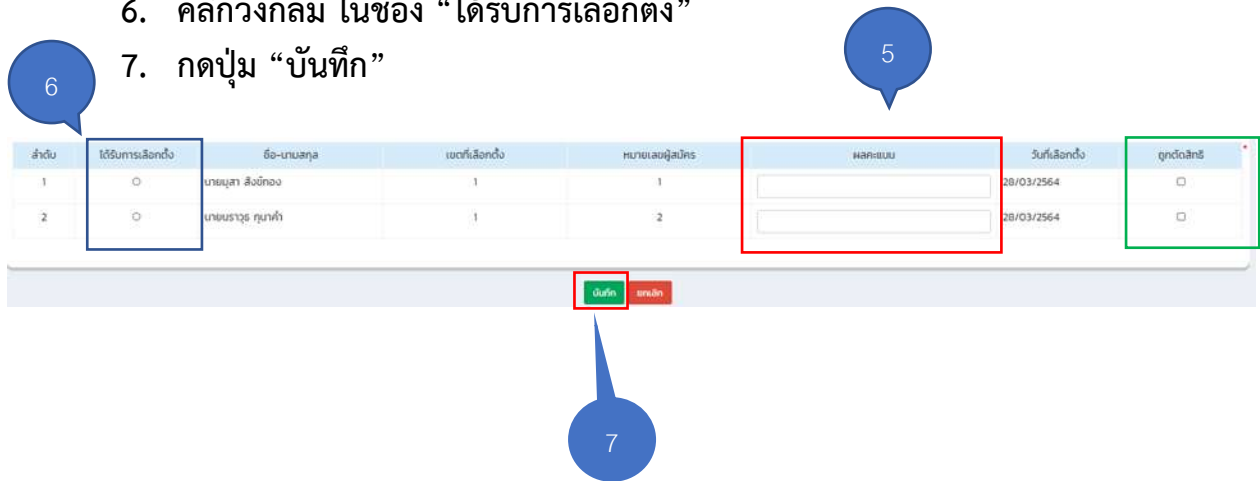 6. คลิกวงกลม ในช่อง “ได้รับการเลือกตั้ง”
7. กดปุ่ม “บันทึก”
5
6
ลำดับ ได้รับการเลือกตั้ง ชื่อ-นามสกุล เขตที่เลือกตั้ง หมายเลขผู้สมัคร ผลคะแนน วันที่เลือกตั้ง ถูกตัดสิทธิ *
1 นายมุสา สังข์ทอง 1 1 28/03/2564
2 นายบราวุธ กุนาคำ 1 2 28/03/2564
บันทึก ยกเลิก
7